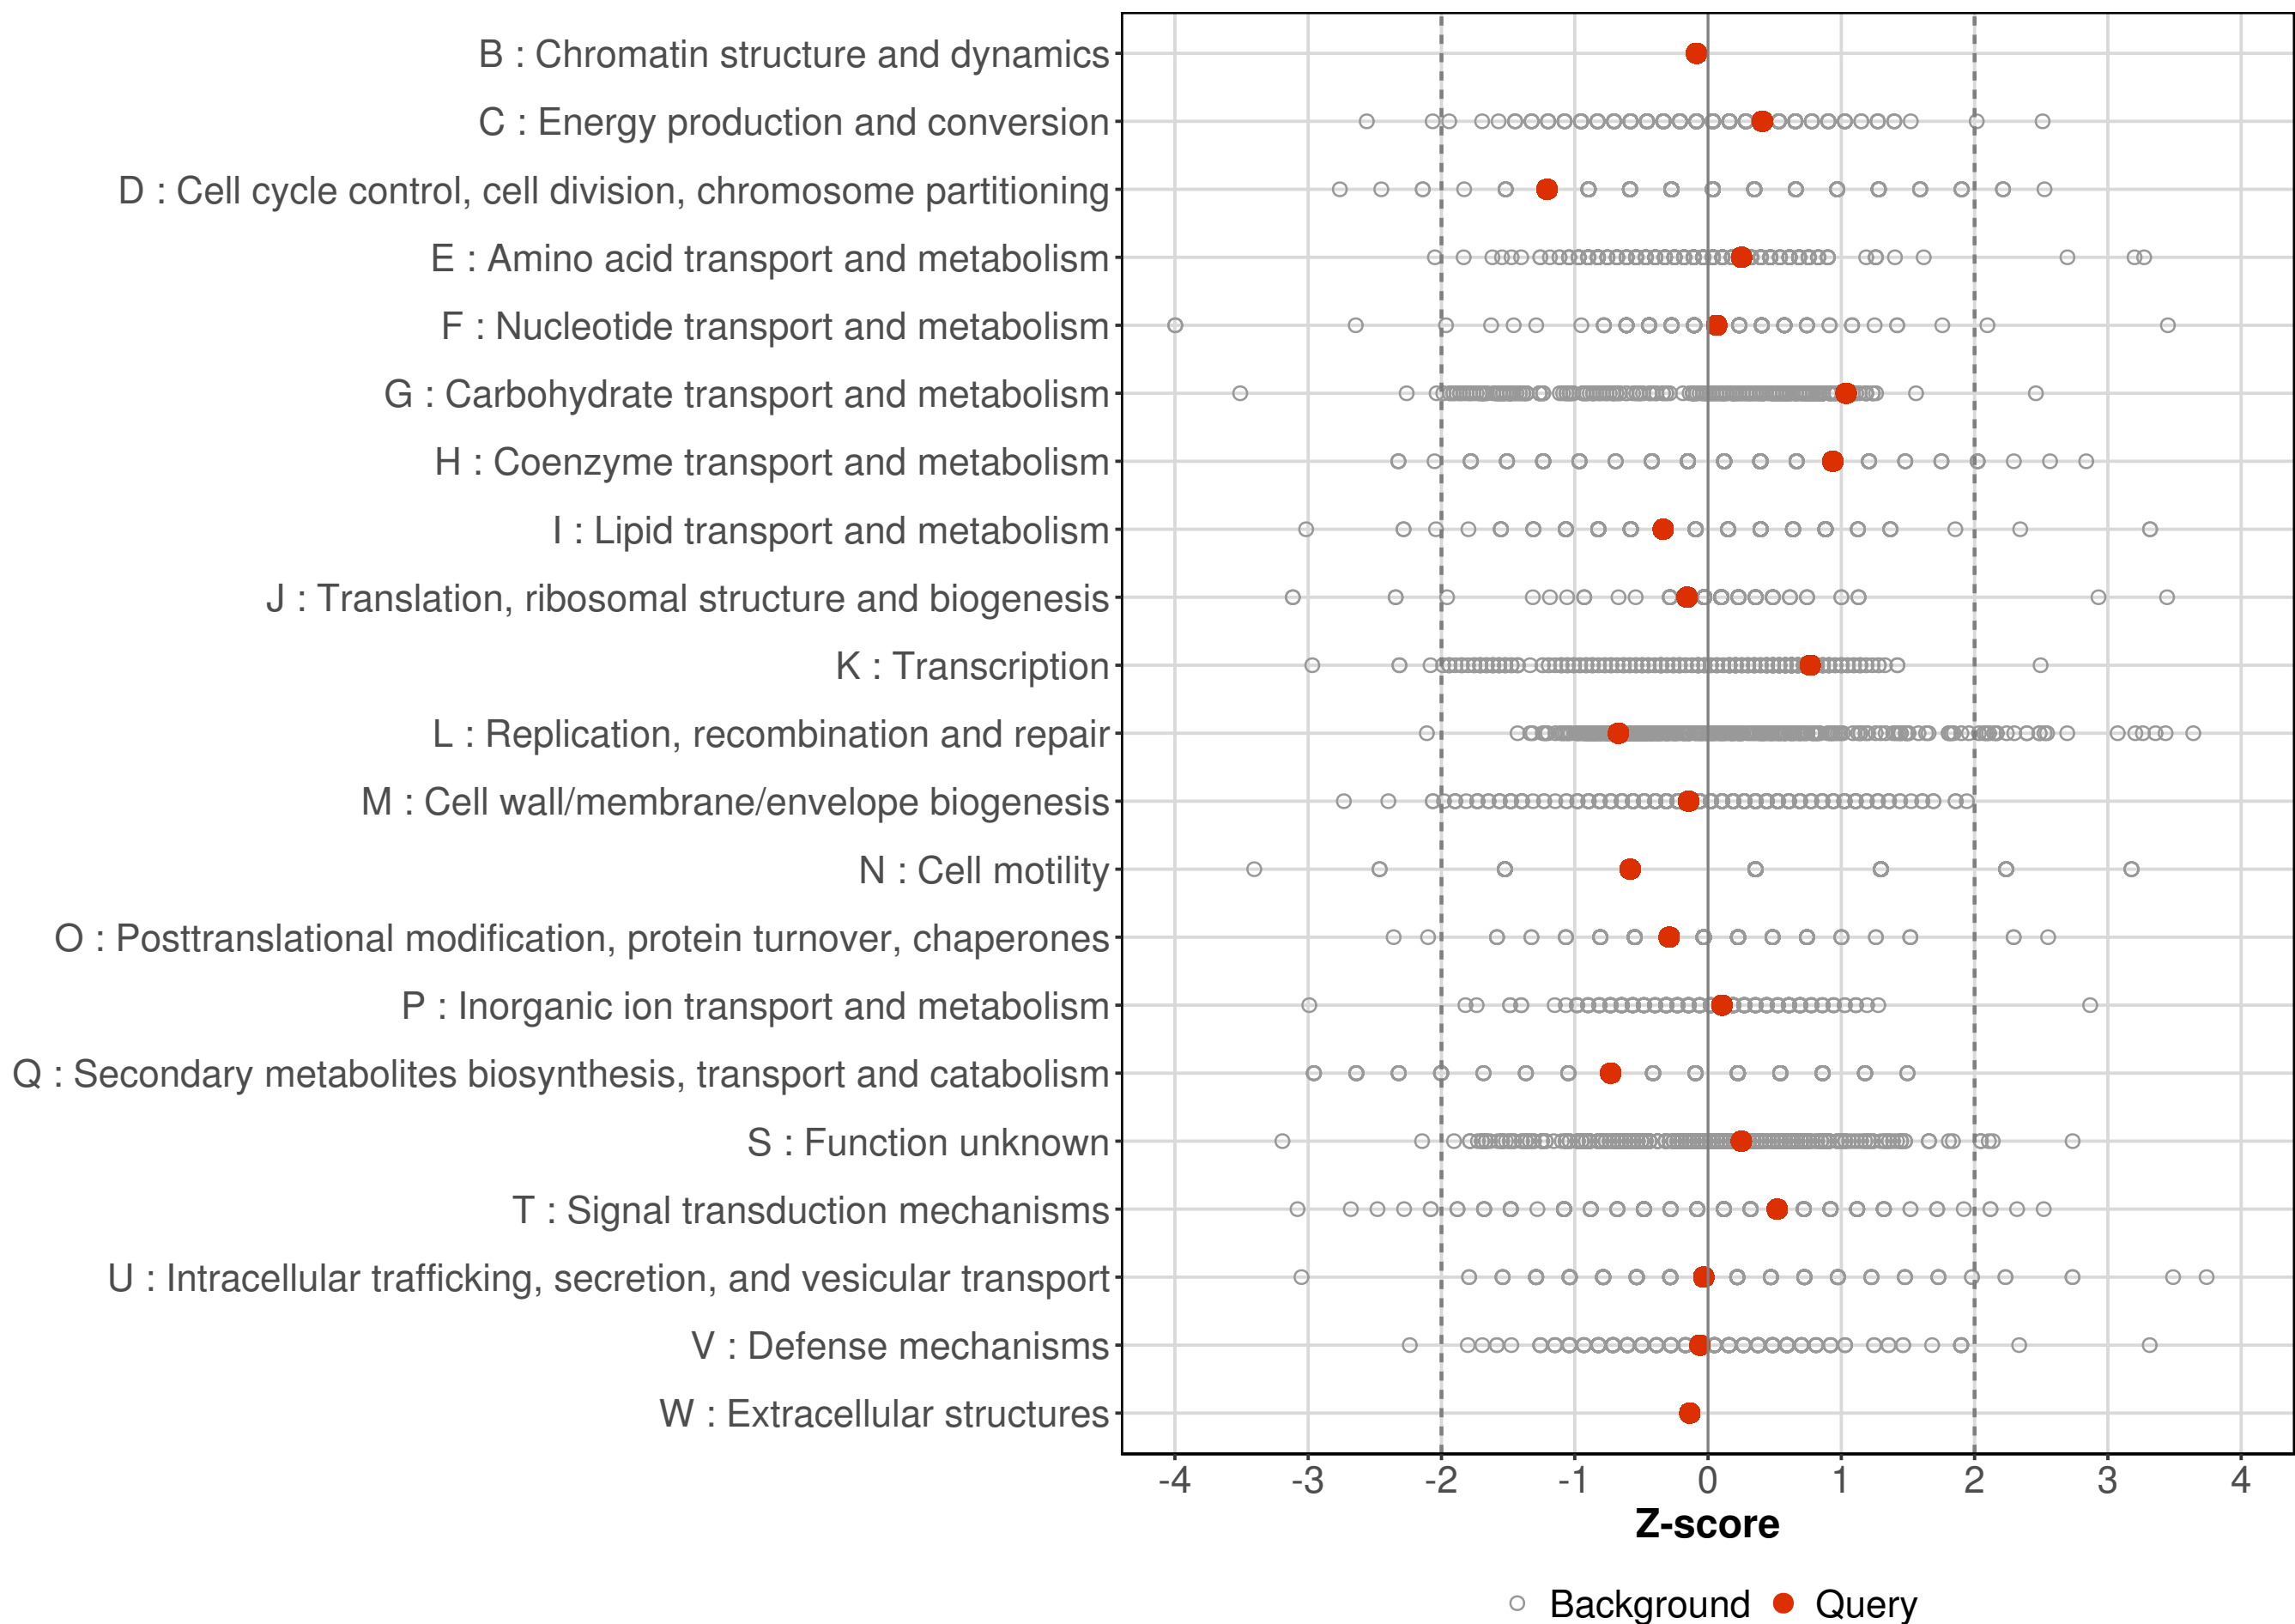 B : Chromatin structure and dynamics
C : Energy production and conversion
D : Cell cycle control, cell division, chromosome partitioning
E : Amino acid transport and metabolism
F : Nucleotide transport and metabolism
G : Carbohydrate transport and metabolism
H : Coenzyme transport and metabolism
I : Lipid transport and metabolism
J : Translation, ribosomal structure and biogenesis
K : Transcription
L : Replication, recombination and repair
M : Cell wall/membrane/envelope biogenesis
N : Cell motility
O : Posttranslational modification, protein turnover, chaperones
P : Inorganic ion transport and metabolism
Q : Secondary metabolites biosynthesis, transport and catabolism
S : Function unknown
T : Signal transduction mechanisms
U : Intracellular trafficking, secretion, and vesicular transport
V : Defense mechanisms
W : Extracellular structures
-4 -3 -2 -1 0 1 2 3 4
Z-score
Background Query